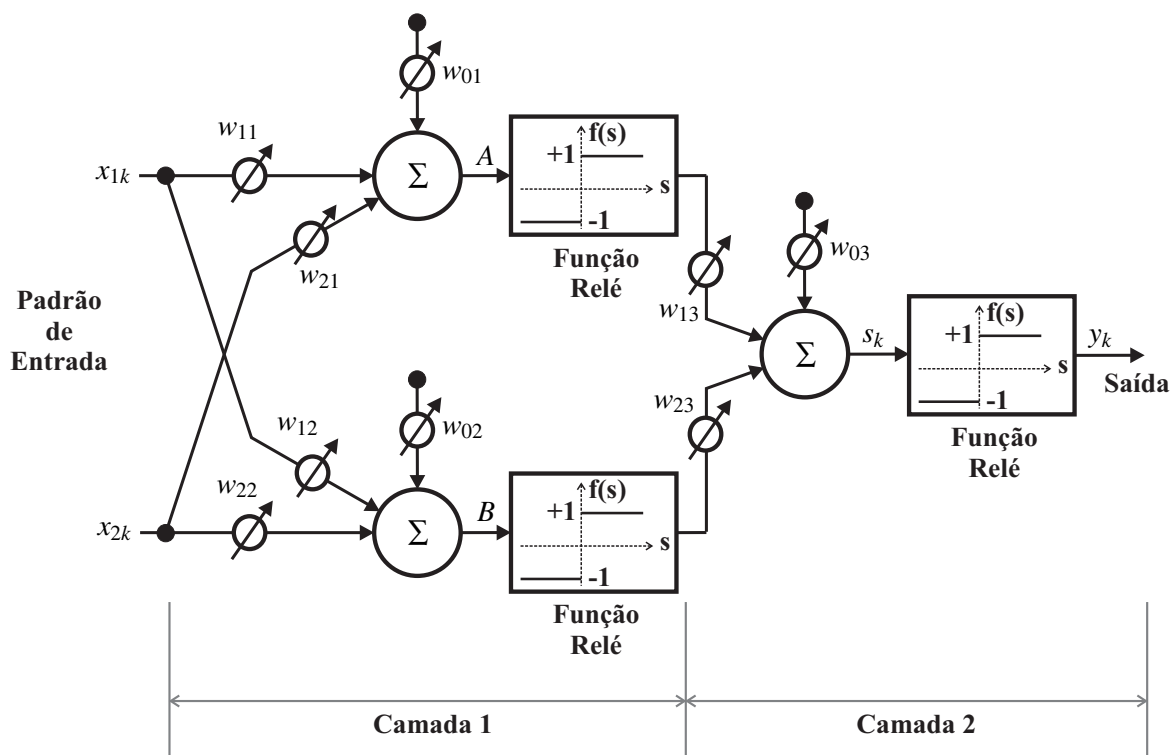 w01
w11
x1k
A
f(s)
+1
s
-1
Σ
w21
Função
Relé
w03
Padrão
de
Entrada
w13
f(s)
+1
s
-1
Σ
sk
yk
Saída
Função
Relé
w23
w02
w12
w22
x2k
B
f(s)
+1
s
-1
Σ
Função
Relé
Camada 1
Camada 2